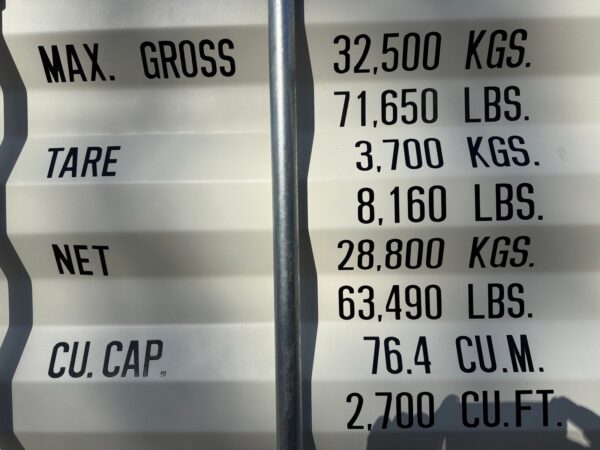 MAX. GROSS 32,500 KGS.
71,650 LBS.
TARE 3,700 KGS.
8,160 LBS.
NET 28,800 KGS.
63,490 LBS.
CU. CAP. 76.4 CU.M.
2,700 CU.FT.